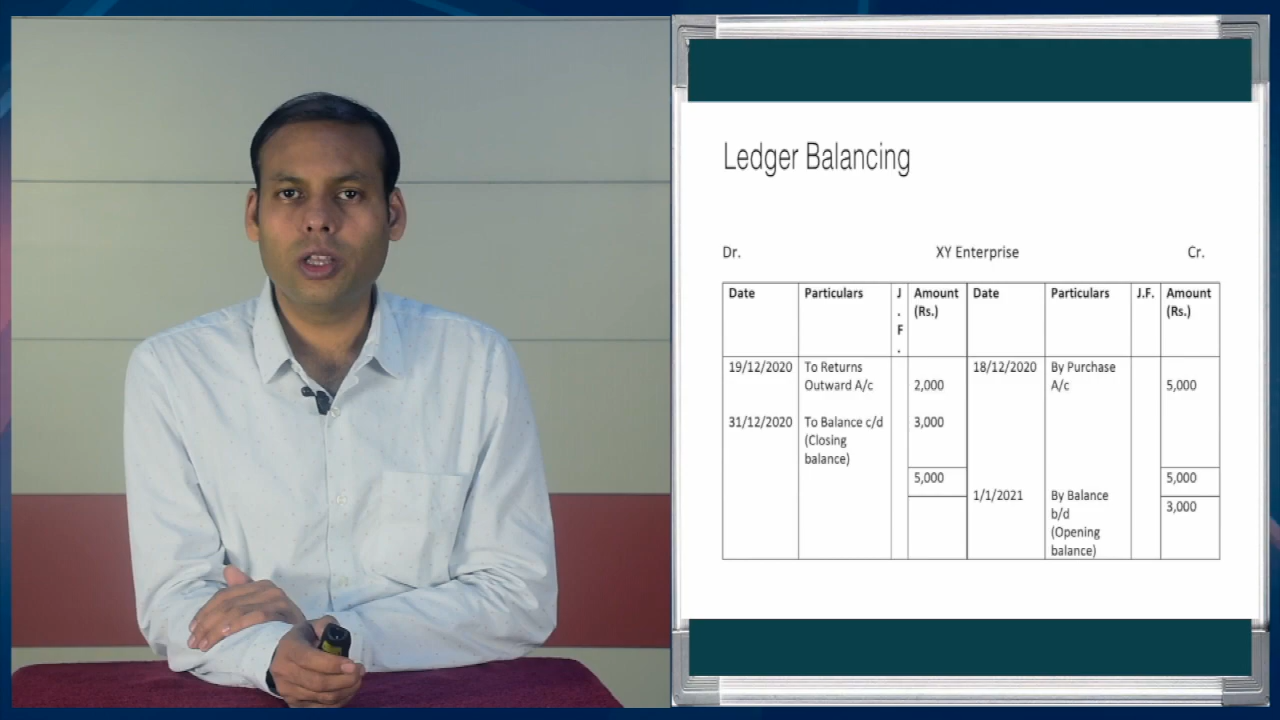 Ledger Balancing
Dr. XY Enterprise Cr.
Date Particulars J.F. Amount (Rs.) Date Particulars J.F. Amount (Rs.)
19/12/2020 To Returns 18/12/2020 By Purchase
Outward A/c 2,000 A/c 5,000
31/12/2020 To Balance c/d 3,000
(Closing
balance)
5,000 5,000
1/1/2021 By Balance
b/d 3,000
(Opening
balance)